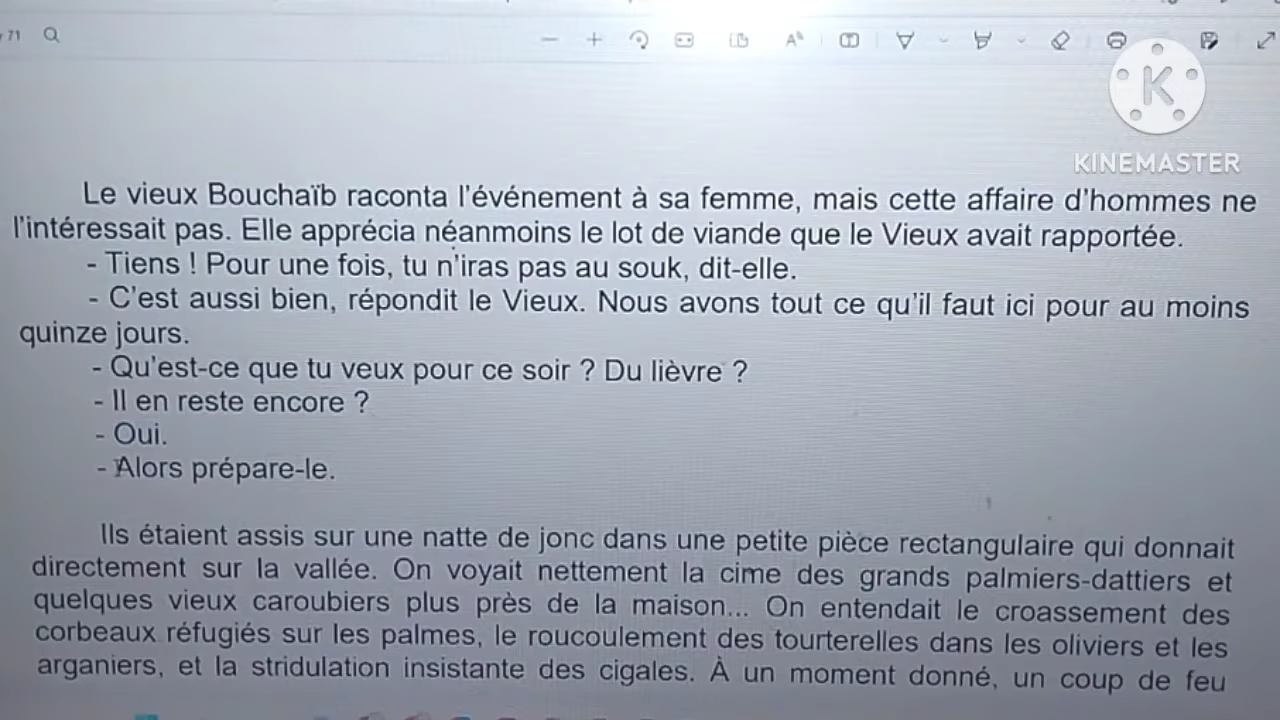 71
K
KINEMASTER
Le vieux Bouchaïb raconta l'événement à sa femme, mais cette affaire d'hommes ne
l'intéressait pas. Elle apprécia néanmoins le lot de viande que le Vieux avait rapportée.
- Tiens ! Pour une fois, tu n'iras pas au souk, dit-elle.
- C'est aussi bien, répondit le Vieux. Nous avons tout ce qu'il faut ici pour au moins
quinze jours.
- Qu'est-ce que tu veux pour ce soir ? Du lièvre ?
- Il en reste encore ?
- Oui.
- Alors prépare-le.
Ils étaient assis sur une natte de jonc dans une petite pièce rectangulaire qui donnait
directement sur la vallée. On voyait nettement la cime des grands palmiers-dattiers et
quelques vieux caroubiers plus près de la maison... On entendait le croassement des
corbeaux réfugiés sur les palmes, le roucoulement des tourterelles dans les oliviers et les
arganiers, et la stridulation insistante des cigales. À un moment donné, un coup de feu